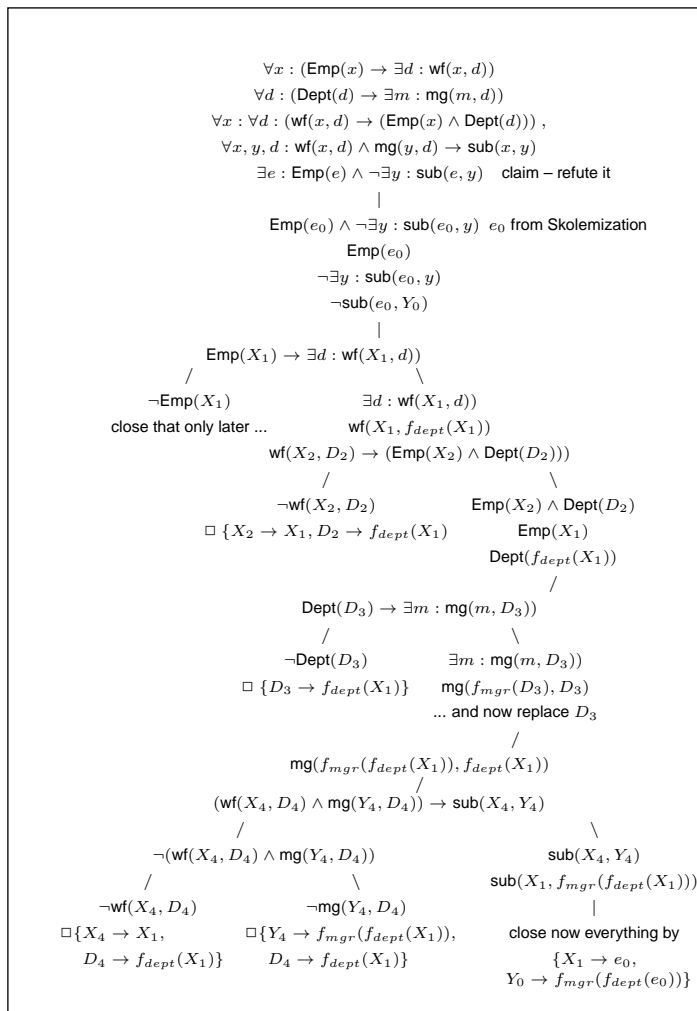 ∀x : (Emp(x) → ∃d : wf(x, d))
∀d : (Dept(d) → ∃m : mg(m, d))
∀x : ∀d : (wf(x, d) → (Emp(x) ∧ Dept(d))) ,
∀x, y, d : wf(x, d) ∧ mg(y, d) → sub(x, y)
∃e : Emp(e) ∧ ¬∃y : sub(e, y) claim – refute it
|
Emp(e₀) ∧ ¬∃y : sub(e₀, y) e₀ from Skolemization
Emp(e₀)
¬∃y : sub(e₀, y)
¬sub(e₀, Y₀)
|
Emp(X₁) → ∃d : wf(X₁, d))
/ \
¬Emp(X₁) ∃d : wf(X₁, d))
close that only later ... wf(X₁, f_dept(X₁))
wf(X₂, D₂) → (Emp(X₂) ∧ Dept(D₂)))
/ \
¬wf(X₂, D₂) Emp(X₂) ∧ Dept(D₂)
□ {X₂ → X₁, D₂ → f_dept(X₁) Emp(X₁)
Dept(f_dept(X₁))
/
Dept(D₃) → ∃m : mg(m, D₃))
/ \
¬Dept(D₃) ∃m : mg(m, D₃))
□ {D₃ → f_dept(X₁)} mg(f_mgr(D₃), D₃)
... and now replace D₃
/
mg(f_mgr(f_dept(X₁)), f_dept(X₁))
/
(wf(X₄, D₄) ∧ mg(Y₄, D₄)) → sub(X₄, Y₄)
/ \
¬(wf(X₄, D₄) ∧ mg(Y₄, D₄)) sub(X₄, Y₄)
/ \ sub(X₁, f_mgr(f_dept(X₁)))
¬wf(X₄, D₄) ¬mg(Y₄, D₄) |
□{X₄ → X₁, □{Y₄ → f_mgr(f_dept(X₁)), close now everything by
D₄ → f_dept(X₁)} D₄ → f_dept(X₁)} {X₁ → e₀,
Y₀ → f_mgr(f_dept(e₀))}